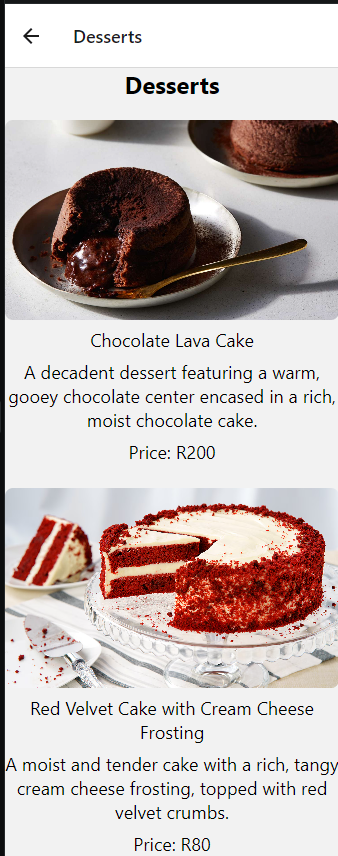 Desserts
Desserts
Chocolate Lava Cake
A decadent dessert featuring a warm,
gooey chocolate center encased in a rich,
moist chocolate cake.
Price: R200
Red Velvet Cake with Cream Cheese
Frosting
A moist and tender cake with a rich, tangy
cream cheese frosting, topped with red
velvet crumbs.
Price: R80